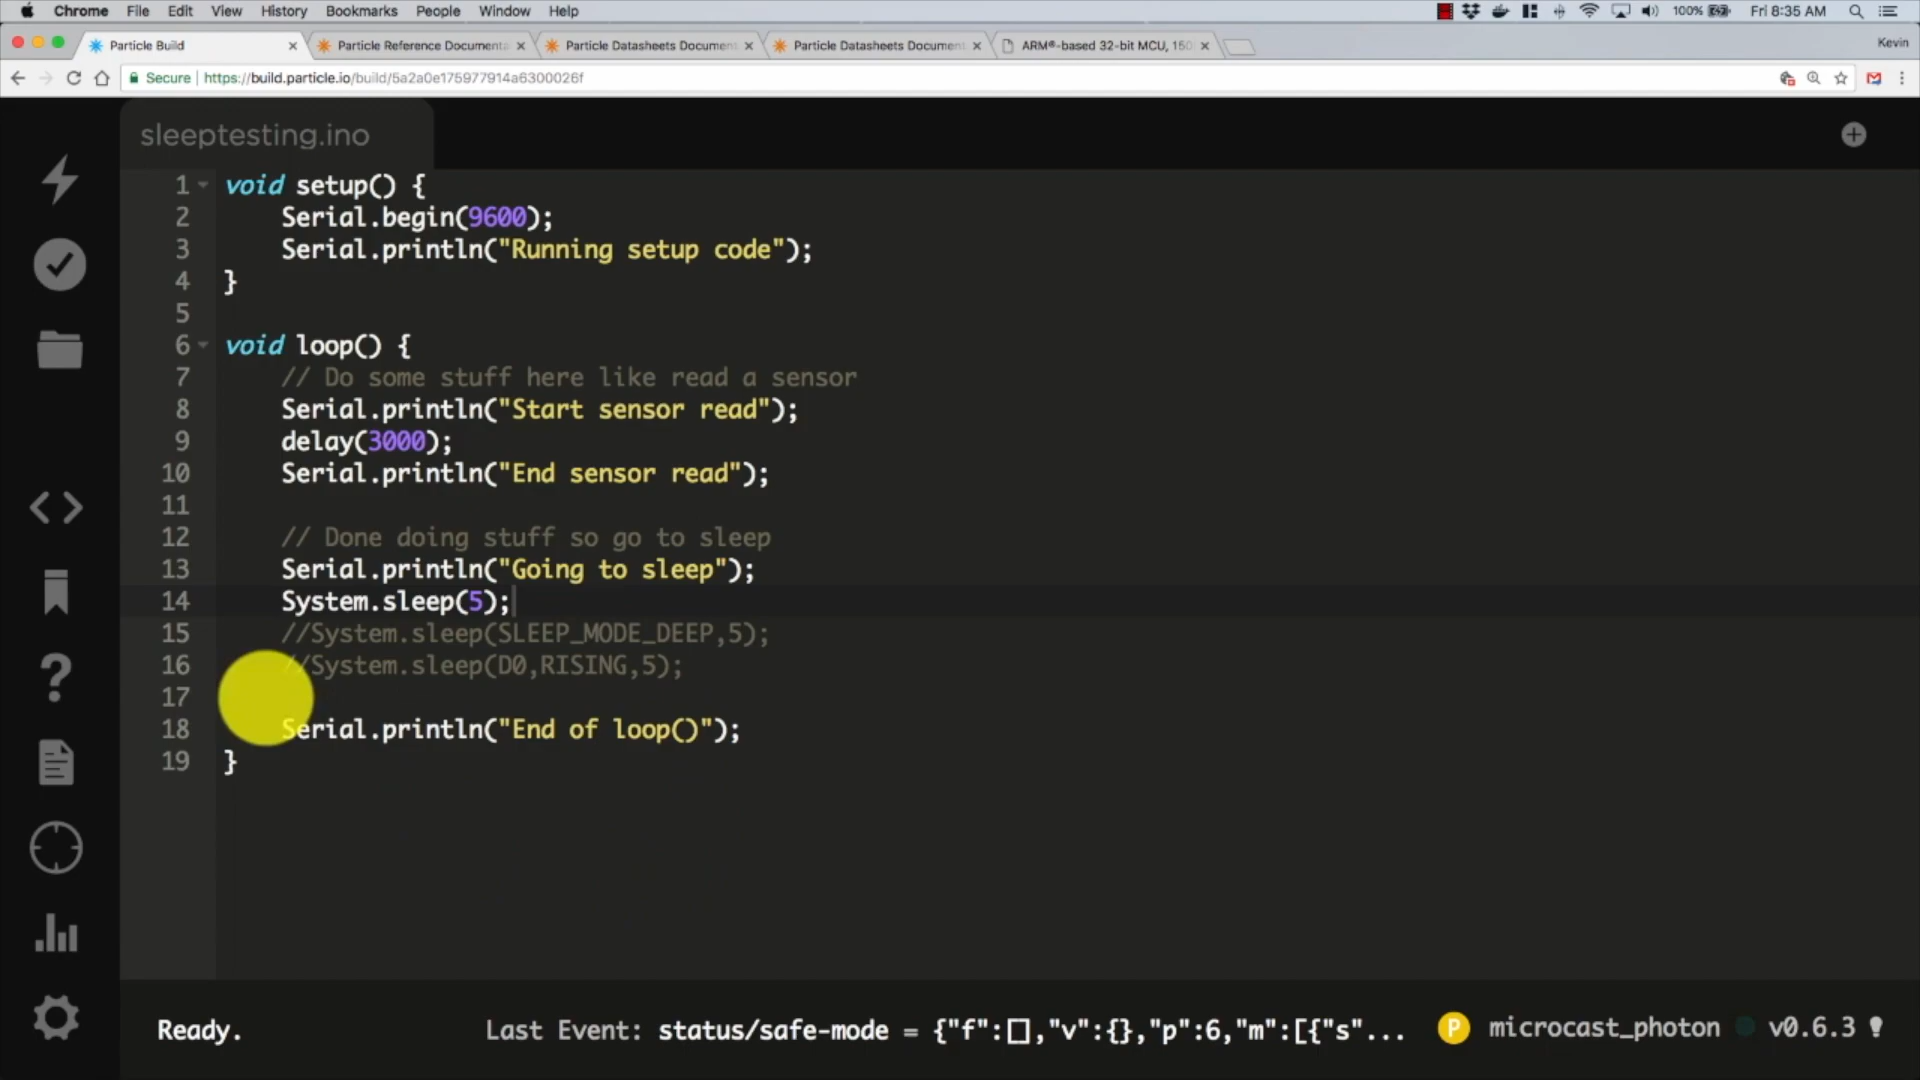 Chrome File Edit View History Bookmarks People Window Help 100% Fri 8:35 AM
Particle Build Particle Reference Documenta Particle Datasheets Document Particle Datasheets Document ARM®-based 32-bit MCU, 150 Kevin
Secure https://build.particle.io/build/5a2a0e175977914a6300026f
sleeptesting.ino
1 void setup() {
2 Serial.begin(9600);
3 Serial.println("Running setup code");
4 }
5
6 void loop() {
7 // Do some stuff here like read a sensor
8 Serial.println("Start sensor read");
9 delay(3000);
10 Serial.println("End sensor read");
11
12 // Done doing stuff so go to sleep
13 Serial.println("Going to sleep");
14 System.sleep(5);
15 //System.sleep(SLEEP_MODE_DEEP,5);
16 //System.sleep(D0,RISING,5);
17
18 Serial.println("End of loop()");
19 }
Ready. Last Event: status/safe-mode = {"f":[],"v":{},"p":6,"m":[{"s"... P microcast_photon v0.6.3